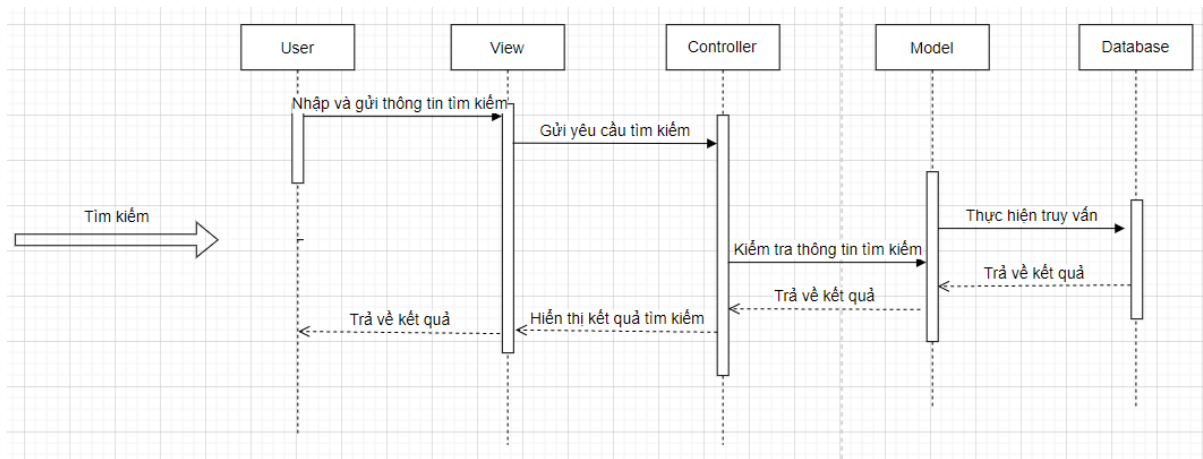 User
View
Controller
Model
Database
Nhập và gửi thông tin tìm kiếm
Gửi yêu cầu tìm kiếm
Tìm kiếm
Thực hiện truy vấn
Kiểm tra thông tin tìm kiếm
Trả về kết quả
Trả về kết quả
Hiển thị kết quả tìm kiếm
Trả về kết quả